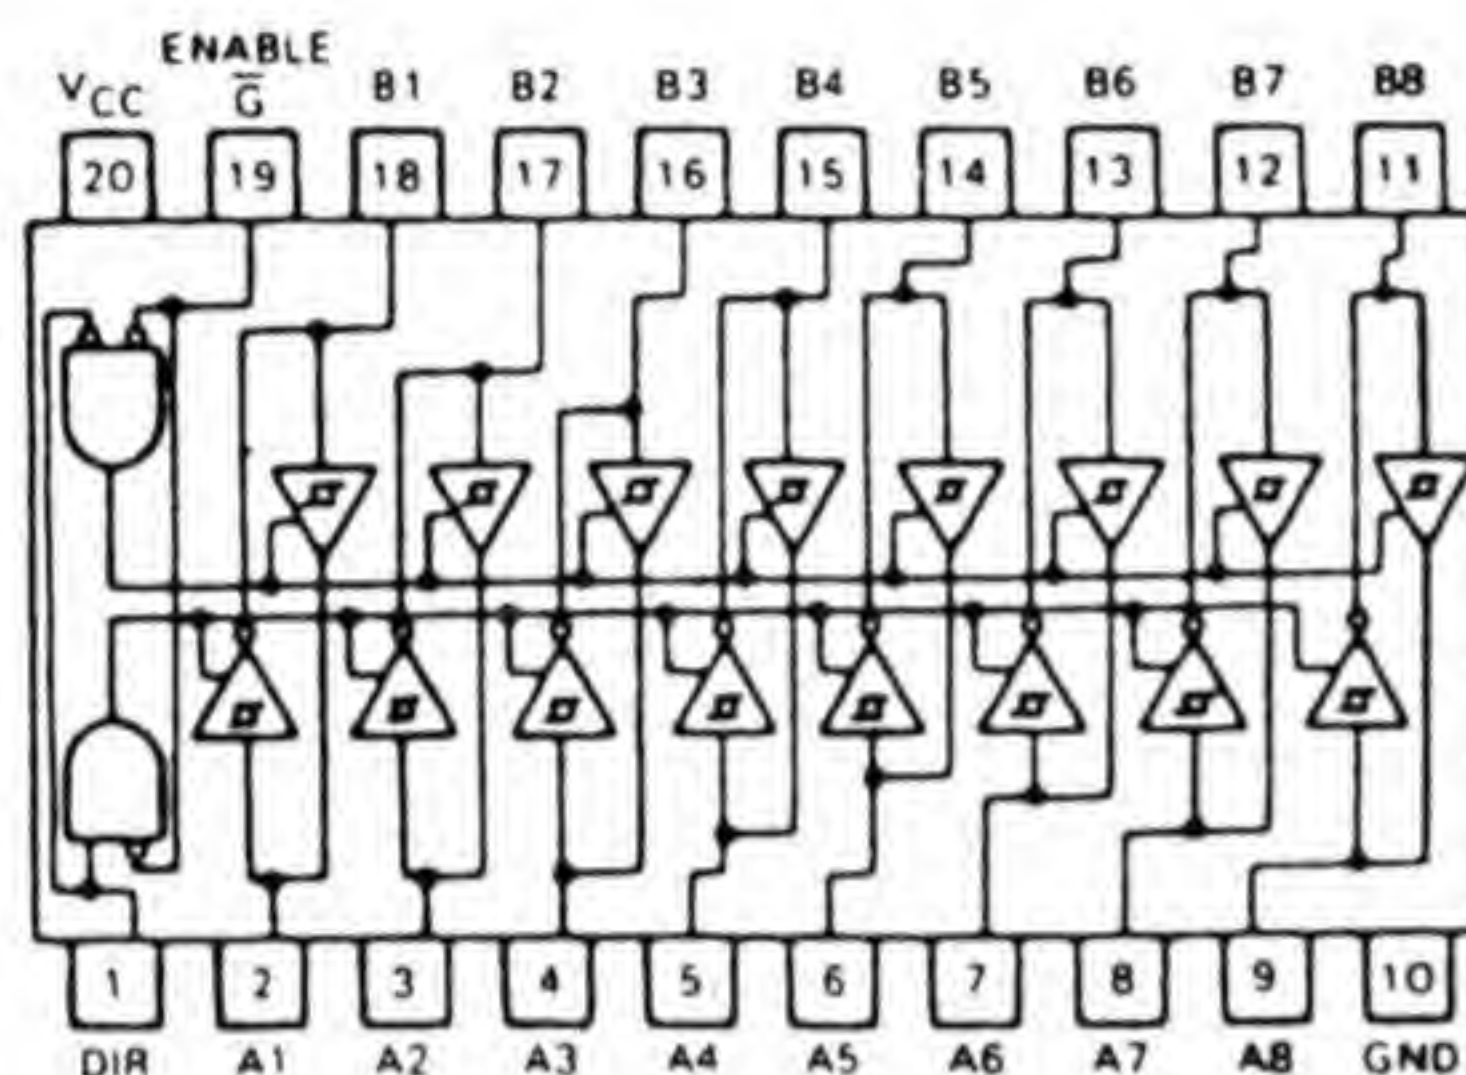 ENABLE
VCC G̅ B1 B2 B3 B4 B5 B6 B7 B8
20 19 18 17 16 15 14 13 12 11
1 2 3 4 5 6 7 8 9 10
DIR A1 A2 A3 A4 A5 A6 A7 A8 GND